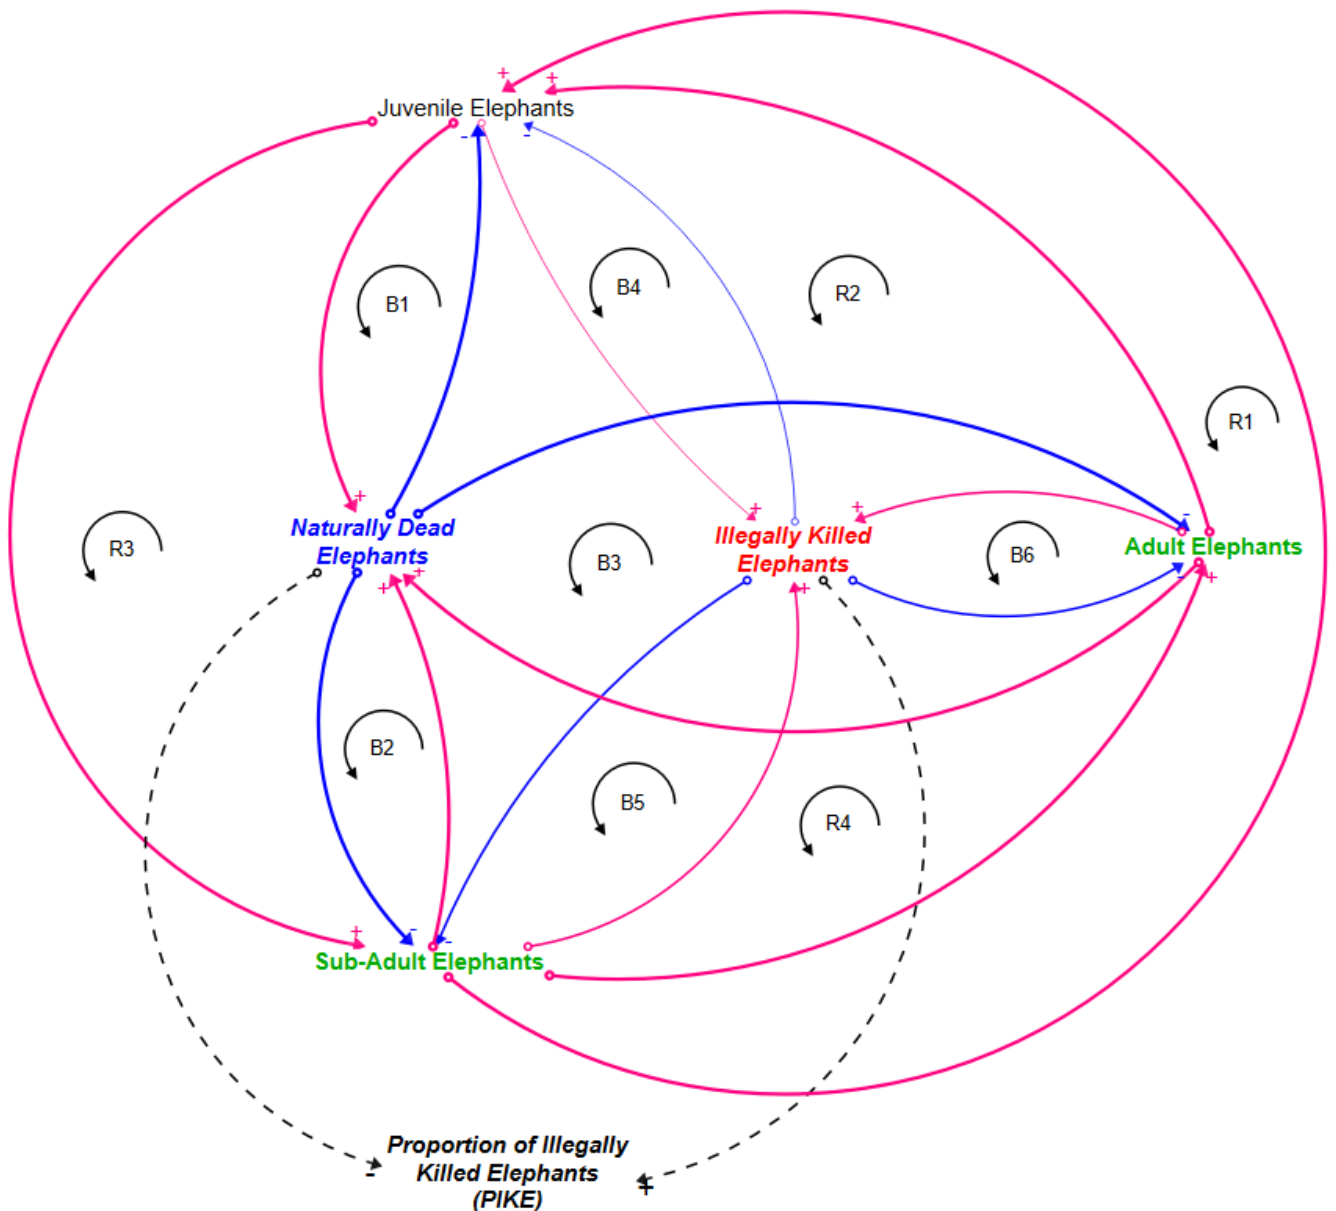 +
+
Juvenile Elephants
-
-
B1
B4
R2
R1
+
+
+
-
Naturally Dead
Elephants
Illegally Killed
Elephants
Adult Elephants
R3
B3
B6
+
+
+
-
+
B2
B5
R4
+
-
-
Sub-Adult Elephants
Proportion of Illegally
Killed Elephants
(PIKE)
-
+